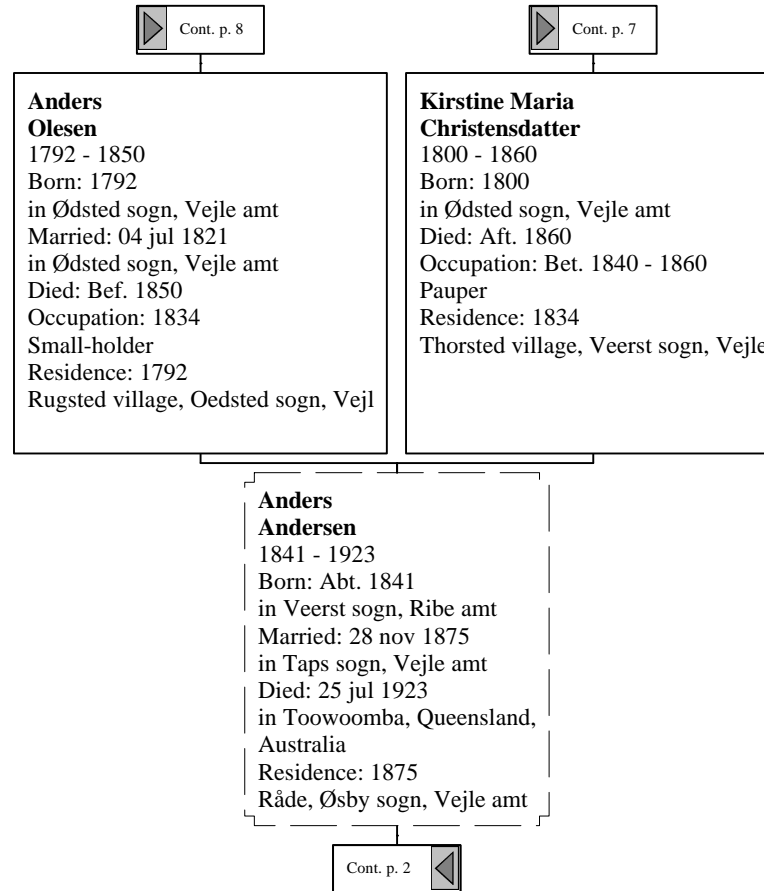 Cont. p. 8
Cont. p. 7
Anders
Olesen
1792 - 1850
Born: 1792
in Ødsted sogn, Vejle amt
Married: 04 jul 1821
in Ødsted sogn, Vejle amt
Died: Bef. 1850
Occupation: 1834
Small-holder
Residence: 1792
Rugsted village, Oedsted sogn, Vejl
Kirstine Maria
Christensdatter
1800 - 1860
Born: 1800
in Ødsted sogn, Vejle amt
Died: Aft. 1860
Occupation: Bet. 1840 - 1860
Pauper
Residence: 1834
Thorsted village, Veerst sogn, Vejle
Anders
Andersen
1841 - 1923
Born: Abt. 1841
in Veerst sogn, Ribe amt
Married: 28 nov 1875
in Taps sogn, Vejle amt
Died: 25 jul 1923
in Toowoomba, Queensland,
Australia
Residence: 1875
Råde, Øsby sogn, Vejle amt
Cont. p. 2